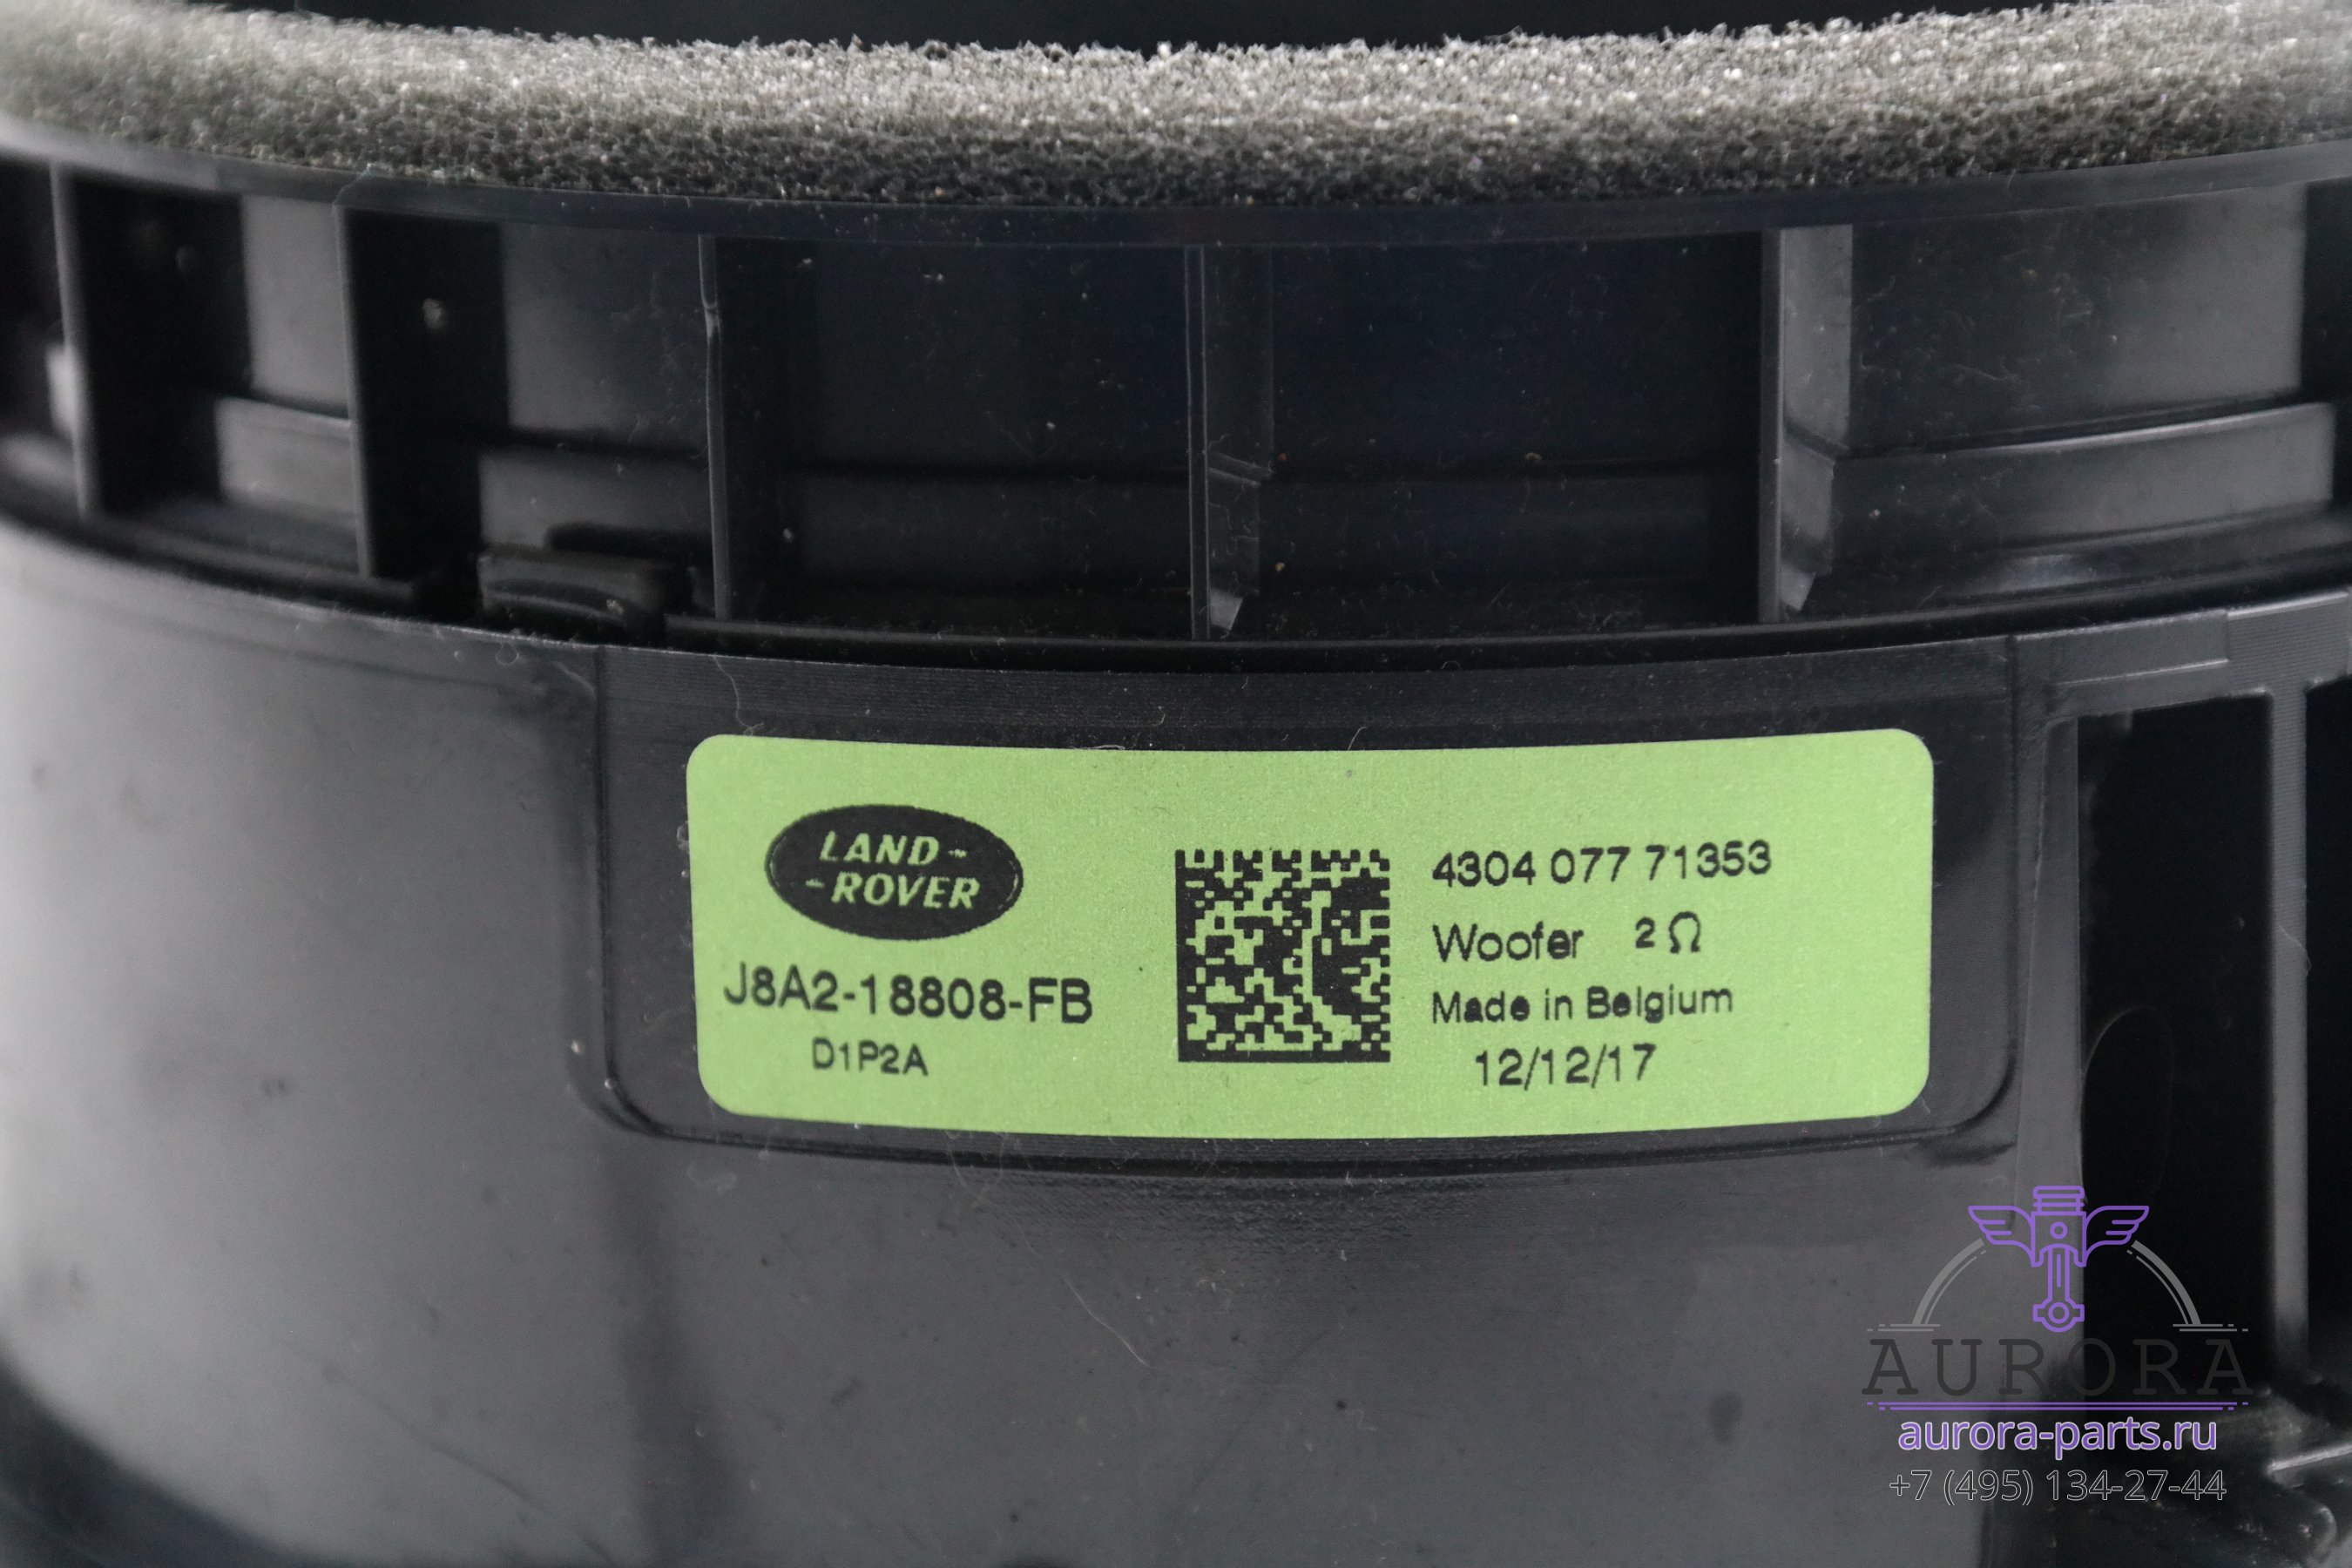 LAND-
-ROVER
J8A2-18808-FB
D1P2A
4304 077 71353
Woofer 2 Ω
Made in Belgium
12/12/17
AURORA
aurora-parts.ru
+7 (495) 134-27-44